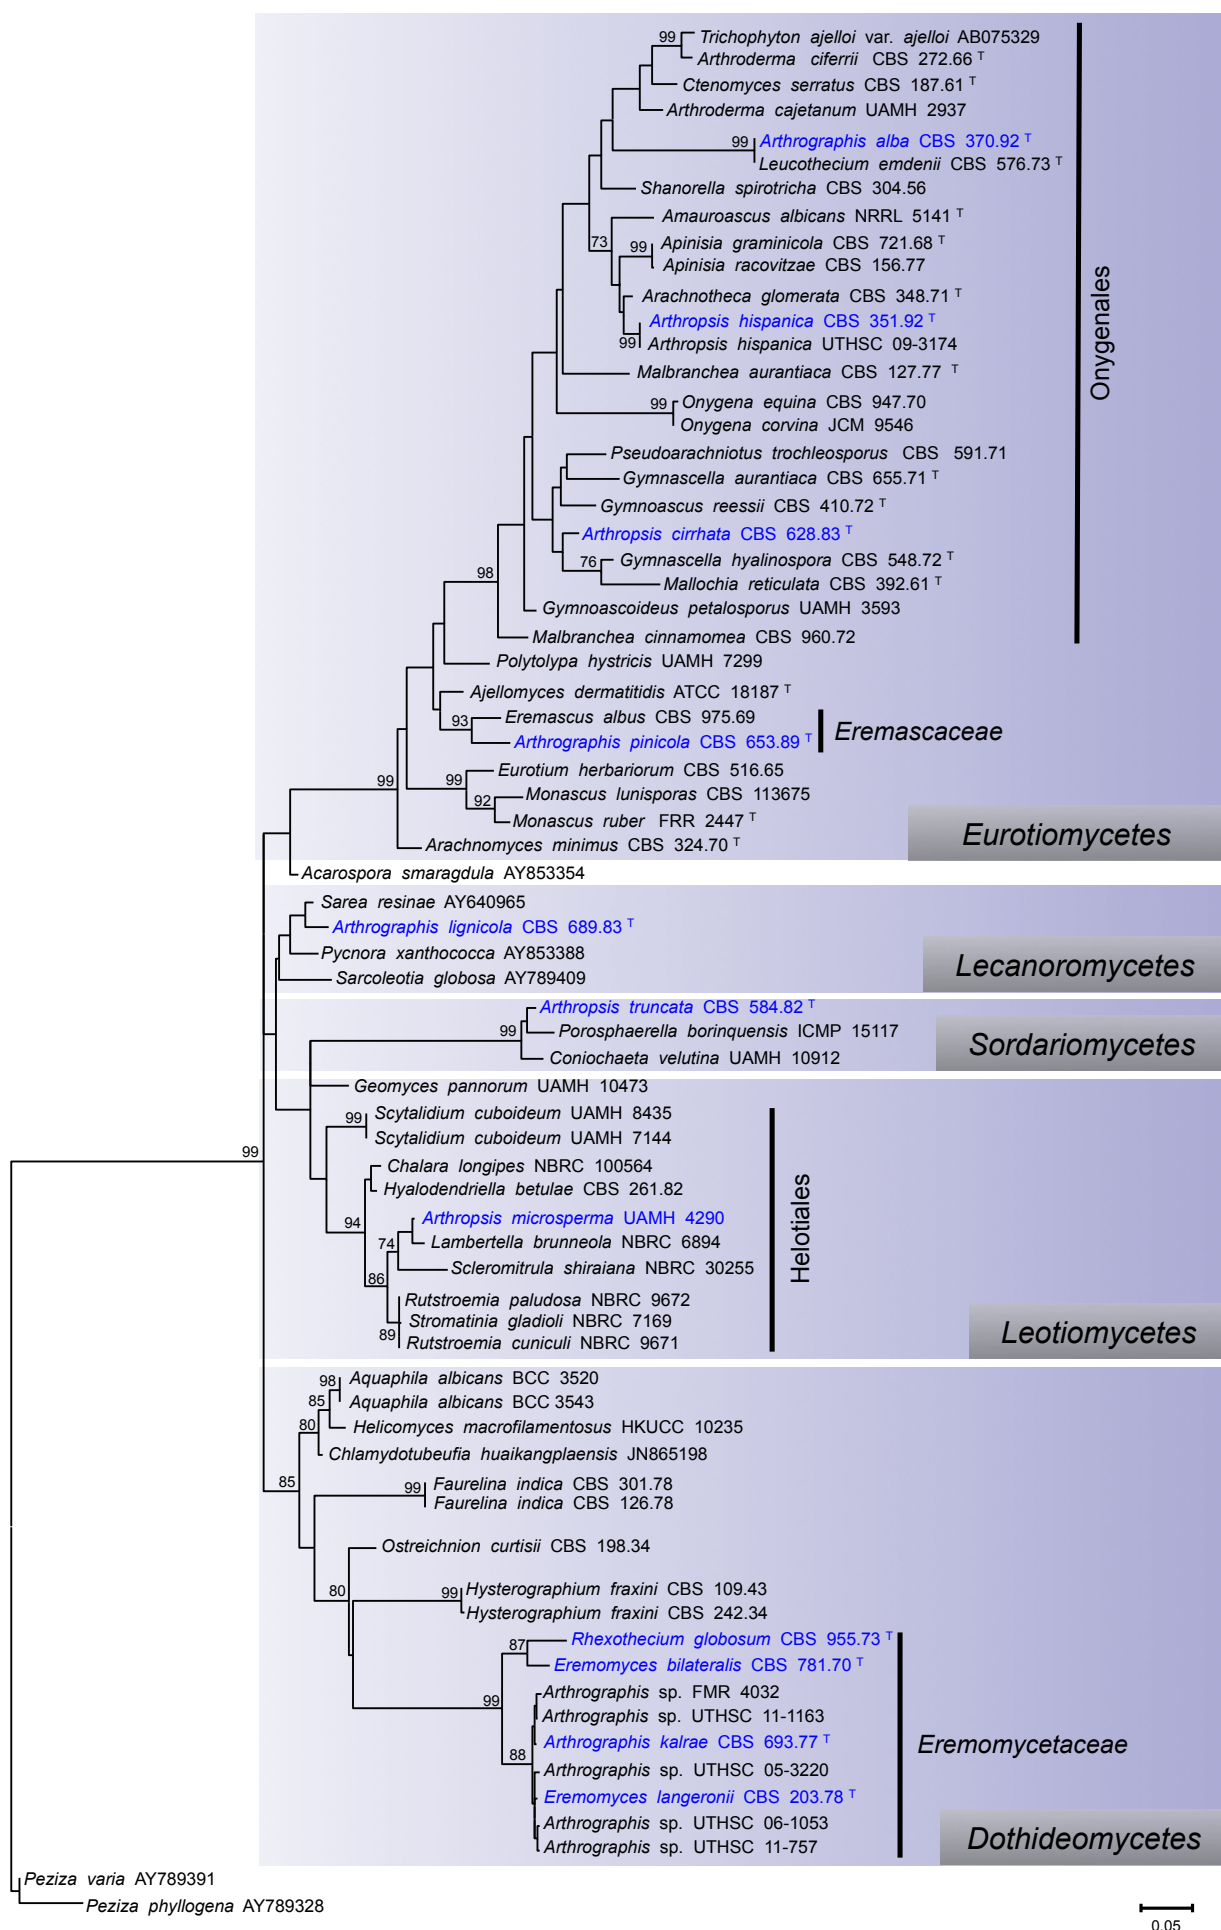 99
Trichophyton ajelloi var. ajelloi AB075329
Arthroderma ciferrii CBS 272.66 T
Ctenomyces serratus CBS 187.61 T
Arthroderma cajetanum UAMH 2937
99
Arthrographis alba CBS 370.92 T
Leucothecium emdenii CBS 576.73 T
Shanorella spirotricha CBS 304.56
Amauroascus albicans NRRL 5141 T
73
99
Apinisia graminicola CBS 721.68 T
Apinisia racovitzae CBS 156.77
Arachnotheca glomerata CBS 348.71 T
Arthropsis hispanica CBS 351.92 T
99
Arthropsis hispanica UTHSC 09-3174
Onygenales
Malbranchea aurantiaca CBS 127.77 T
99
Onygena equina CBS 947.70
Onygena corvina JCM 9546
Pseudoarachniotus trochleosporus CBS 591.71
Gymnascella aurantiaca CBS 655.71 T
Gymnoascus reessii CBS 410.72 T
Arthropsis cirrhata CBS 628.83 T
76
Gymnascella hyalinospora CBS 548.72 T
98
Mallochia reticulata CBS 392.61 T
Gymnoascoideus petalosporus UAMH 3593
Malbranchea cinnamomea CBS 960.72
Polytolypa hystricis UAMH 7299
Ajellomyces dermatitidis ATCC 18187 T
93
Eremascus albus CBS 975.69
Eremascaceae
Arthrographis pinicola CBS 653.89 T
99
99
Eurotium herbariorum CBS 516.65
92
Monascus lunisporas CBS 113675
Monascus ruber FRR 2447 T
Eurotiomycetes
Arachnomyces minimus CBS 324.70 T
Acarospora smaragdula AY853354
Sarea resinae AY640965
Arthrographis lignicola CBS 689.83 T
Pycnora xanthococca AY853388
Lecanoromycetes
Sarcoleotia globosa AY789409
Arthropsis truncata CBS 584.82 T
99
Porosphaerella borinquensis ICMP 15117
Sordariomycetes
Coniochaeta velutina UAMH 10912
Geomyces pannorum UAMH 10473
99
Scytalidium cuboideum UAMH 8435
Scytalidium cuboideum UAMH 7144
99
Chalara longipes NBRC 100564
Hyalodendriella betulae CBS 261.82
94
Arthropsis microsperma UAMH 4290
74
Lambertella brunneola NBRC 6894
Helotiales
86
Scleromitrula shiraiana NBRC 30255
Rutstroemia paludosa NBRC 9672
Stromatinia gladioli NBRC 7169
89
Rutstroemia cuniculi NBRC 9671
Leotiomycetes
98
Aquaphila albicans BCC 3520
85
Aquaphila albicans BCC 3543
80
Helicomyces macrofilamentosus HKUCC 10235
Chlamydotubeufia huaikangplaensis JN865198
85
99
Faurelina indica CBS 301.78
Faurelina indica CBS 126.78
Ostreichnion curtisii CBS 198.34
80
99
Hysterographium fraxini CBS 109.43
Hysterographium fraxini CBS 242.34
87
Rhexothecium globosum CBS 955.73 T
Eremomyces bilateralis CBS 781.70 T
99
Arthrographis sp. FMR 4032
Arthrographis sp. UTHSC 11-1163
88
Arthrographis kalrae CBS 693.77 T
Eremomycetaceae
Arthrographis sp. UTHSC 05-3220
Eremomyces langeronii CBS 203.78 T
Arthrographis sp. UTHSC 06-1053
Arthrographis sp. UTHSC 11-757
Dothideomycetes
Peziza varia AY789391
Peziza phyllogena AY789328
0.05